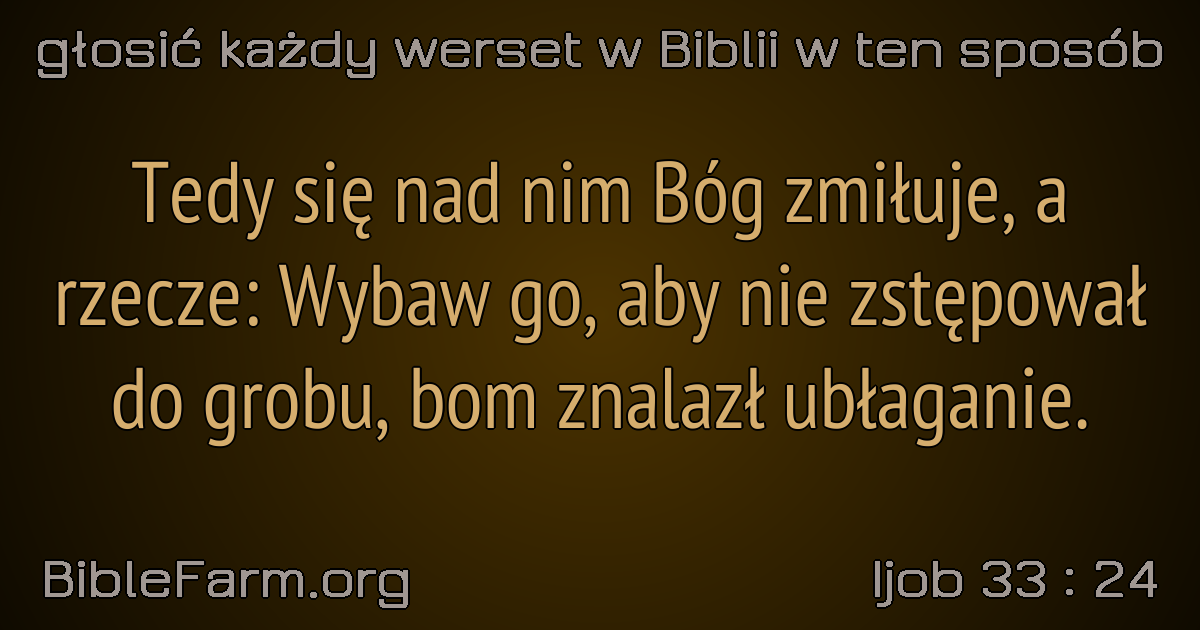 głosić każdy werset w Biblii w ten sposób
Tedy się nad nim Bóg zmiłuje, a
rzecze: Wybaw go, aby nie zstępował
do grobu, bom znalazł ubłaganie.
BibleFarm.org
Ijob 33 : 24